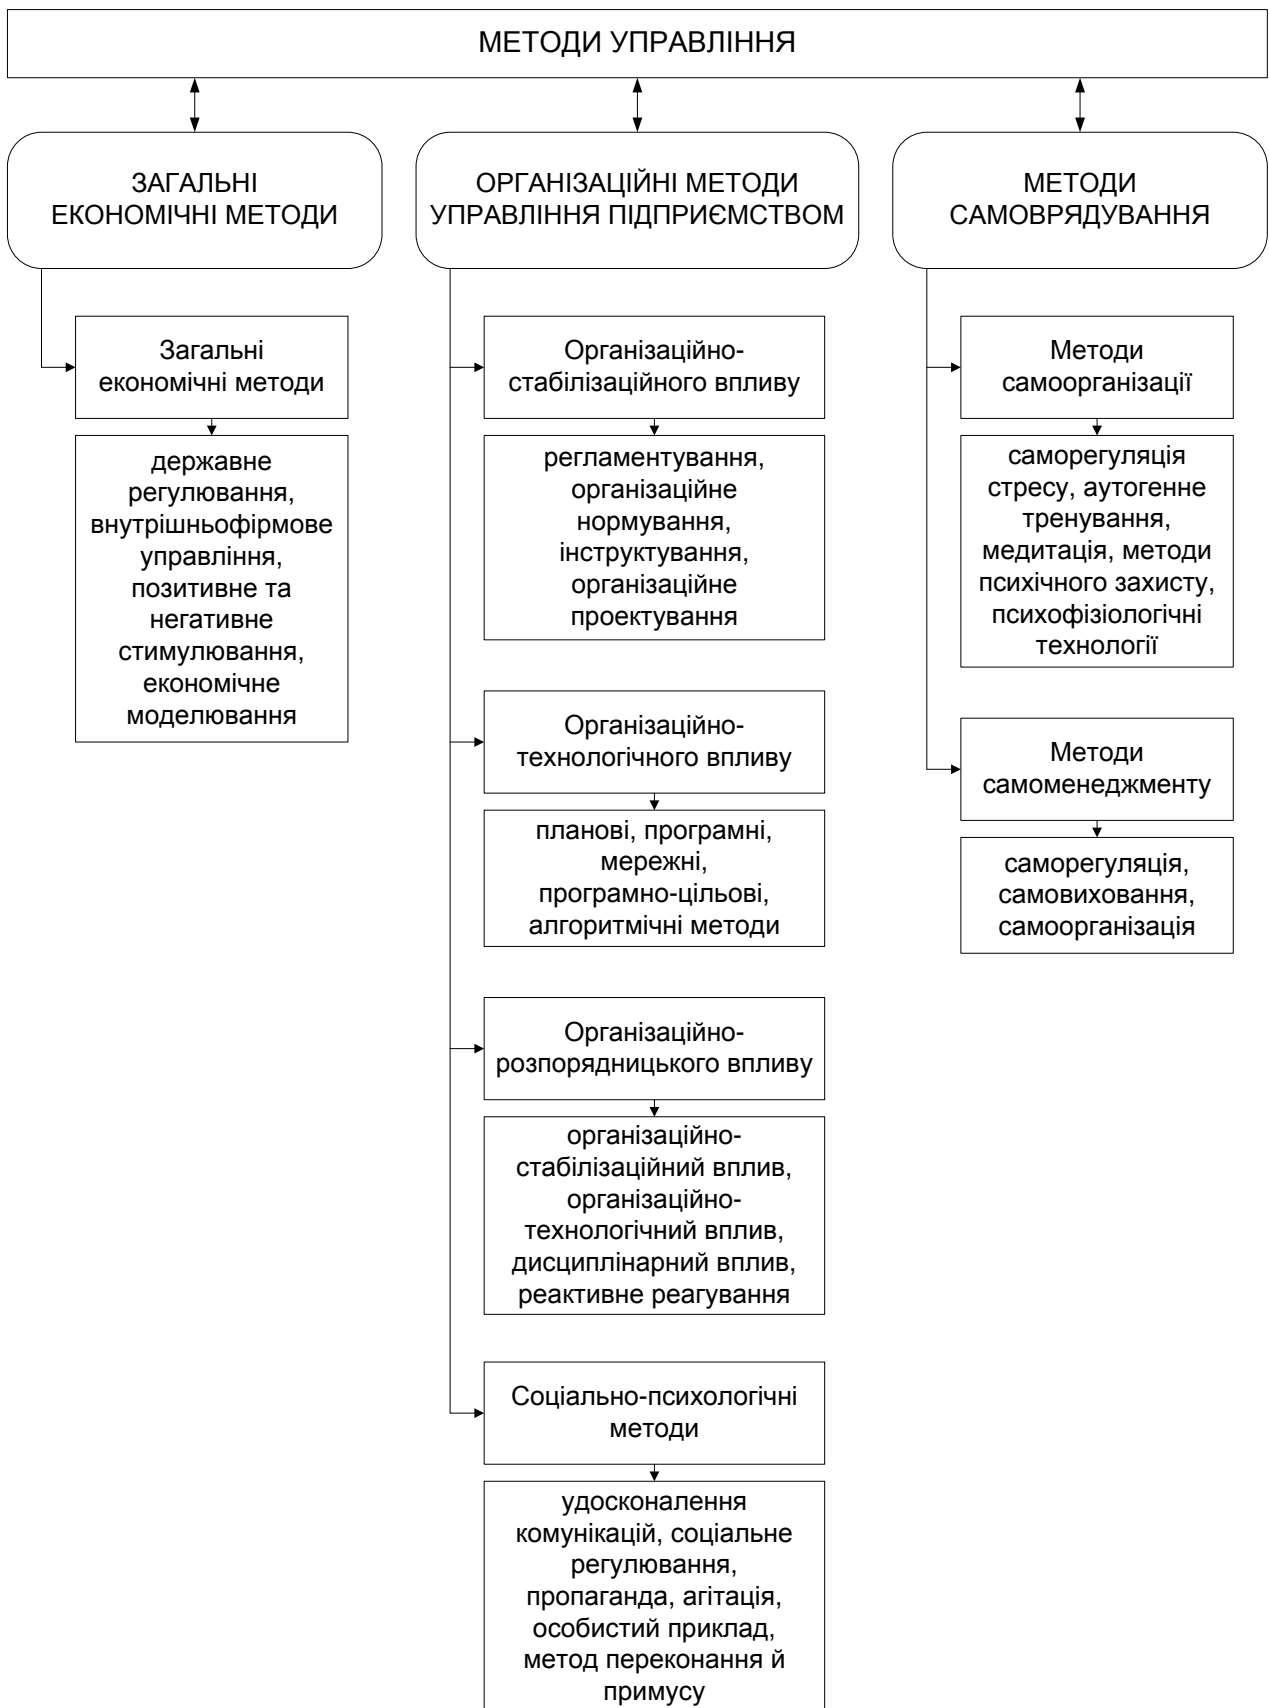 МЕТОДИ УПРАВЛІННЯ
ЗАГАЛЬНІ
ЕКОНОМІЧНІ МЕТОДИ
ОРГАНІЗАЦІЙНІ МЕТОДИ
УПРАВЛІННЯ ПІДПРИЄМСТВОМ
МЕТОДИ
САМОВРЯДУВАННЯ
Загальні
економічні методи
державне
регулювання,
внутрішньофірмове
управління,
позитивне та
негативне
стимулювання,
економічне
моделювання
Організаційно-
стабілізаційного впливу
регламентування,
організаційне
нормування,
інструктування,
організаційне
проектування
Організаційно-
технологічного впливу
планові, програмні,
мережні,
програмно-цільові,
алгоритмічні методи
Організаційно-
розпорядницького впливу
організаційно-
стабілізаційний вплив,
організаційно-
технологічний вплив,
дисциплінарний вплив,
реактивне реагування
Соціально-психологічні
методи
удосконалення
комунікацій, соціальне
регулювання,
пропаганда, агітація,
особистий приклад,
метод переконання й
примусу
Методи
самоорганізації
саморегуляція
стресу, аутогенне
тренування,
медитація, методи
психічного захисту,
психофізіологічні
технології
Методи
самоменеджменту
саморегуляція,
самовиховання,
самоорганізація